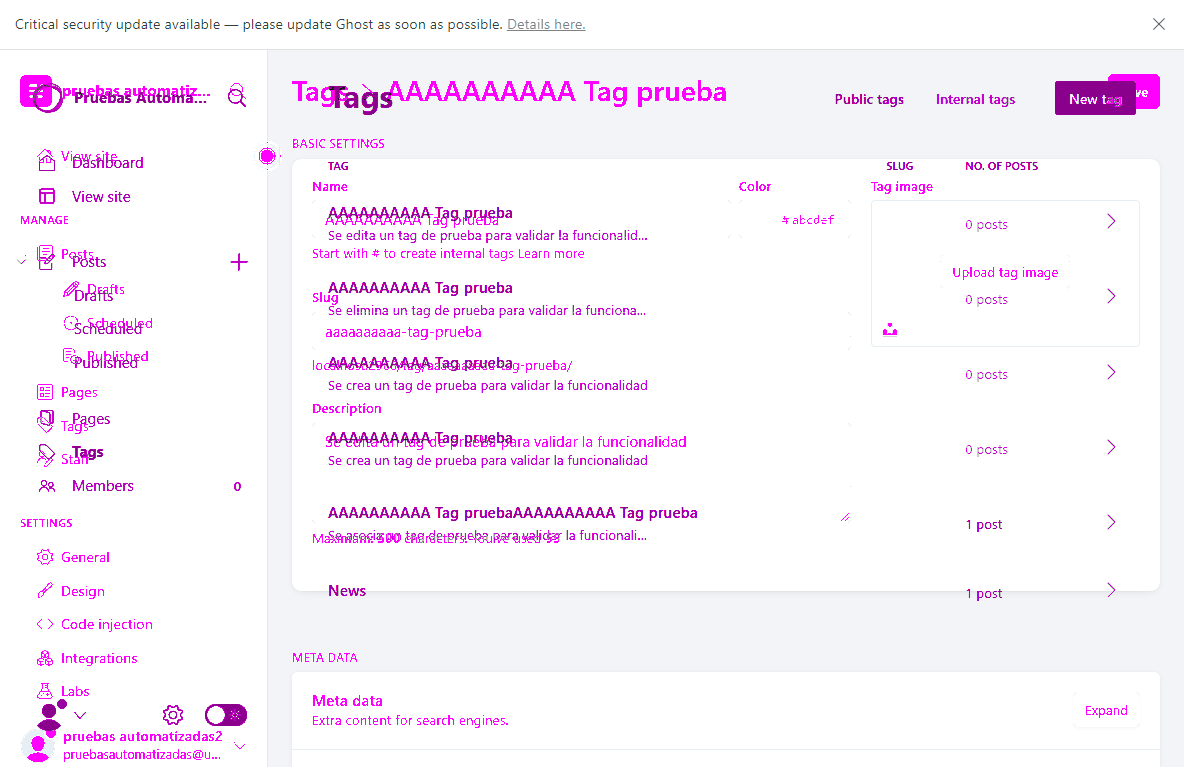 Critical security update available — please update Ghost as soon as possible. Details here.
pruebas automatiz...
Pruebas Automa...
View site
Dashboard
View site
MANAGE
Posts
Posts
Drafts
Drafts
Scheduled
Scheduled
Published
Published
Pages
Pages
Tags
Tags
Staff
Members 0
SETTINGS
General
Design
Code injection
Integrations
Labs
pruebas automatizadas2
pruebasautomatizadas@u...
Tags > AAAAAAAAAA Tag prueba
Tags
Public tags Internal tags New tag
BASIC SETTINGS
TAG SLUG NO. OF POSTS
Name Color Tag image
AAAAAAAAAA Tag prueba
AAAAAAAAAA Tag prueba # abcdef
0 posts
Se edita un tag de prueba para validar la funcionalid...
Start with # to create internal tags Learn more
Upload tag image
AAAAAAAAAA Tag prueba
Slug
0 posts
Se elimina un tag de prueba para validar la funciona...
aaaaaaaaaa-tag-prueba
AAAAAAAAAA Tag prueba
0 posts
Se crea un tag de prueba para validar la funcionalidad
Description
AAAAAAAAAA Tag prueba
Se edita un tag de prueba para validar la funcionalidad
0 posts
Se crea un tag de prueba para validar la funcionalidad
AAAAAAAAAA Tag pruebaAAAAAAAAAA Tag prueba
1 post
Se asocia un tag de prueba para validar la funcionali...
Maximum: 500 characters. You've used
News
1 post
META DATA
Meta data
Extra content for search engines.
Expand